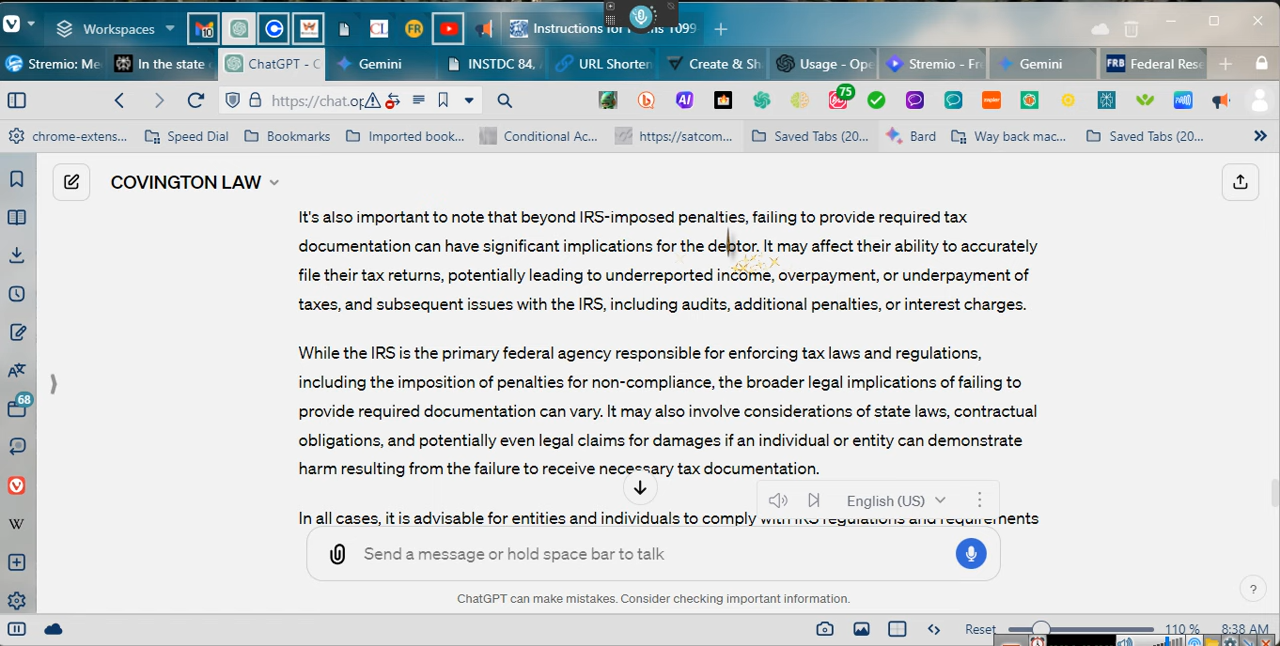 Workspaces
10
CL
FR
Instructions for
1099
Stremio: Me
In the state
ChatGPT - C
Gemini
INSTDC 84,
URL Shorten
Create & Sh
Usage - Ope
Stremio - Fr
Gemini
FRB
Federal Rese
https://chat.op
AI
75
chrome-extens...
Speed Dial
Bookmarks
Imported book...
Conditional Ac...
https://satcom...
Saved Tabs (20...
Bard
Way back mac...
Saved Tabs (20...
COVINGTON LAW
It's also important to note that beyond IRS-imposed penalties, failing to provide required tax
documentation can have significant implications for the debtor. It may affect their ability to accurately
file their tax returns, potentially leading to underreported income, overpayment, or underpayment of
taxes, and subsequent issues with the IRS, including audits, additional penalties, or interest charges.
While the IRS is the primary federal agency responsible for enforcing tax laws and regulations,
including the imposition of penalties for non-compliance, the broader legal implications of failing to
provide required documentation can vary. It may also involve considerations of state laws, contractual
obligations, and potentially even legal claims for damages if an individual or entity can demonstrate
harm resulting from the failure to receive necessary tax documentation.
English (US)
In all cases, it is advisable for entities and individuals to comply with IRS regulations and requirements
Send a message or hold space bar to talk
ChatGPT can make mistakes. Consider checking important information.
?
68
W
Reset
110 %
8:38 AM